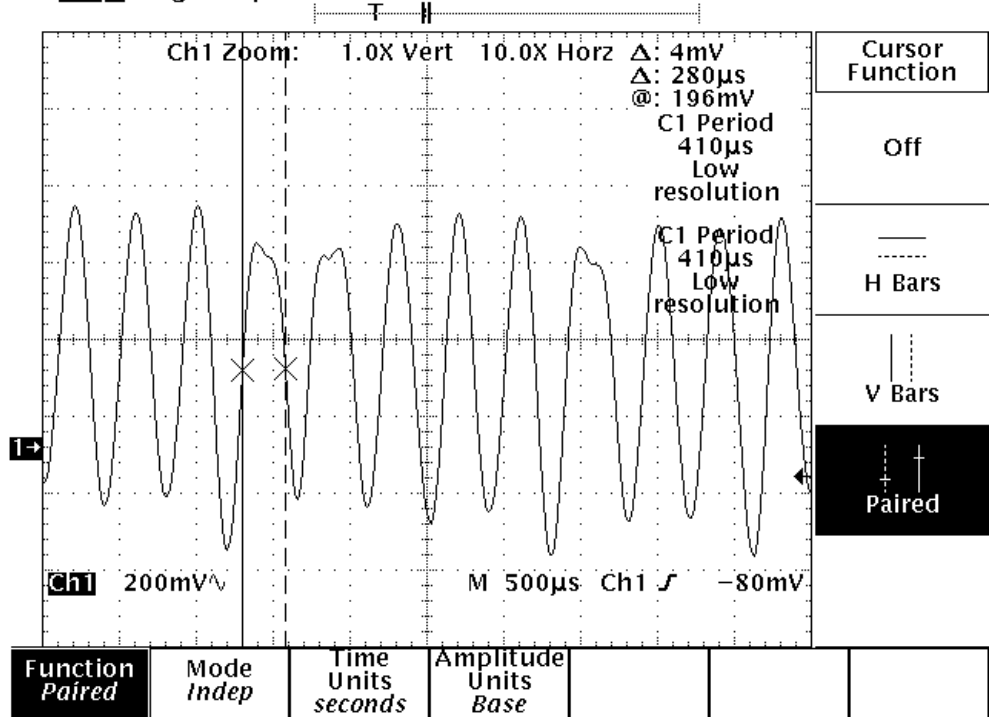 T
Ch1 Zoom: 1.0X Vert 10.0X Horz Δ: 4mV
Δ: 280µs
@: 196mV
C1 Period
410µs
Low
resolution
C1 Period
410µs
Low
resolution
1→
Ch1 200mV∿ M 500µs Ch1 ƒ −80mV
Cursor
Function
Off
H Bars
V Bars
Paired
Function
Paired
Mode
Indep
Time
Units
seconds
Amplitude
Units
Base